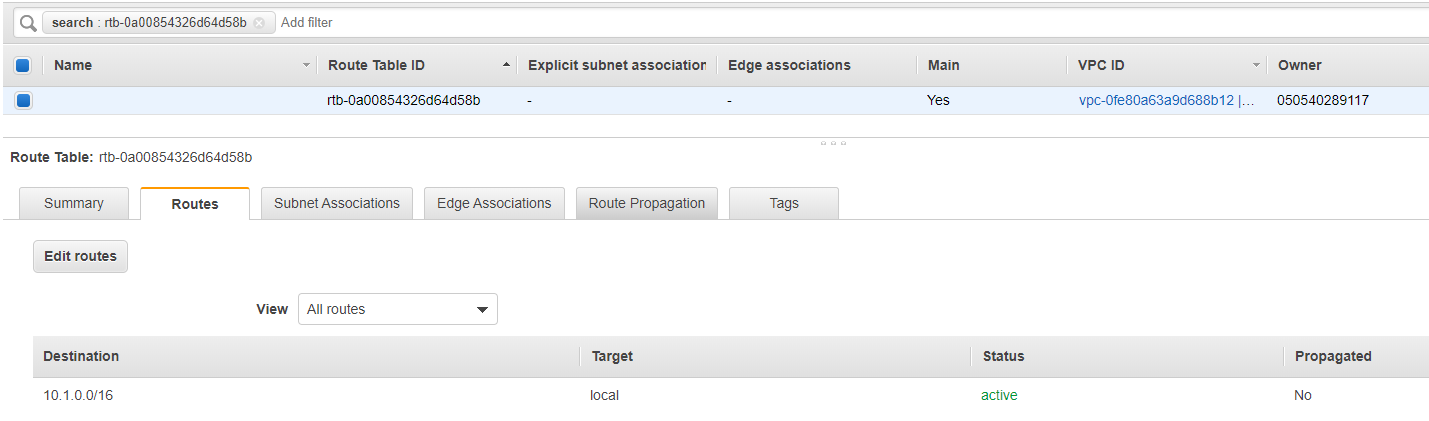 search : rtb-0a00854326d64d58b Add filter
Name Route Table ID Explicit subnet association Edge associations Main VPC ID Owner
rtb-0a00854326d64d58b - - Yes vpc-0fe80a63a9d688b12 |... 050540289117
Route Table: rtb-0a00854326d64d58b
Summary Routes Subnet Associations Edge Associations Route Propagation Tags
Edit routes
View All routes
Destination Target Status Propagated
10.1.0.0/16 local active No